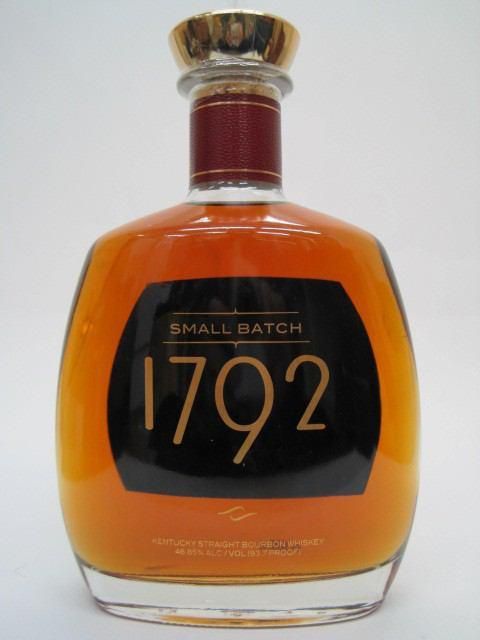 SMALL BATCH
1792
KENTUCKY STRAIGHT BOURBON WHISKEY
46.85% ALC / VOL (93.7 PROOF)